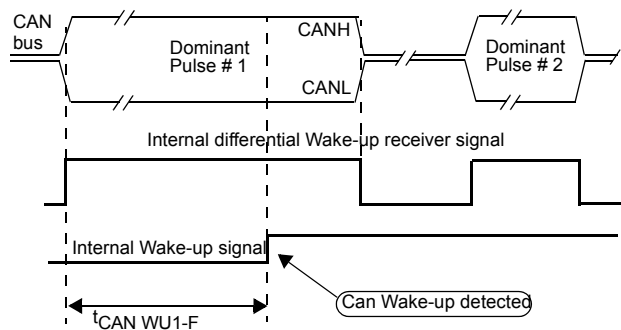 CAN
bus
Dominant
Pulse # 1
CANH
CANL
Dominant
Pulse # 2
Internal differential Wake-up receiver signal
Internal Wake-up signal
Can Wake-up detected
tCAN WU1-F